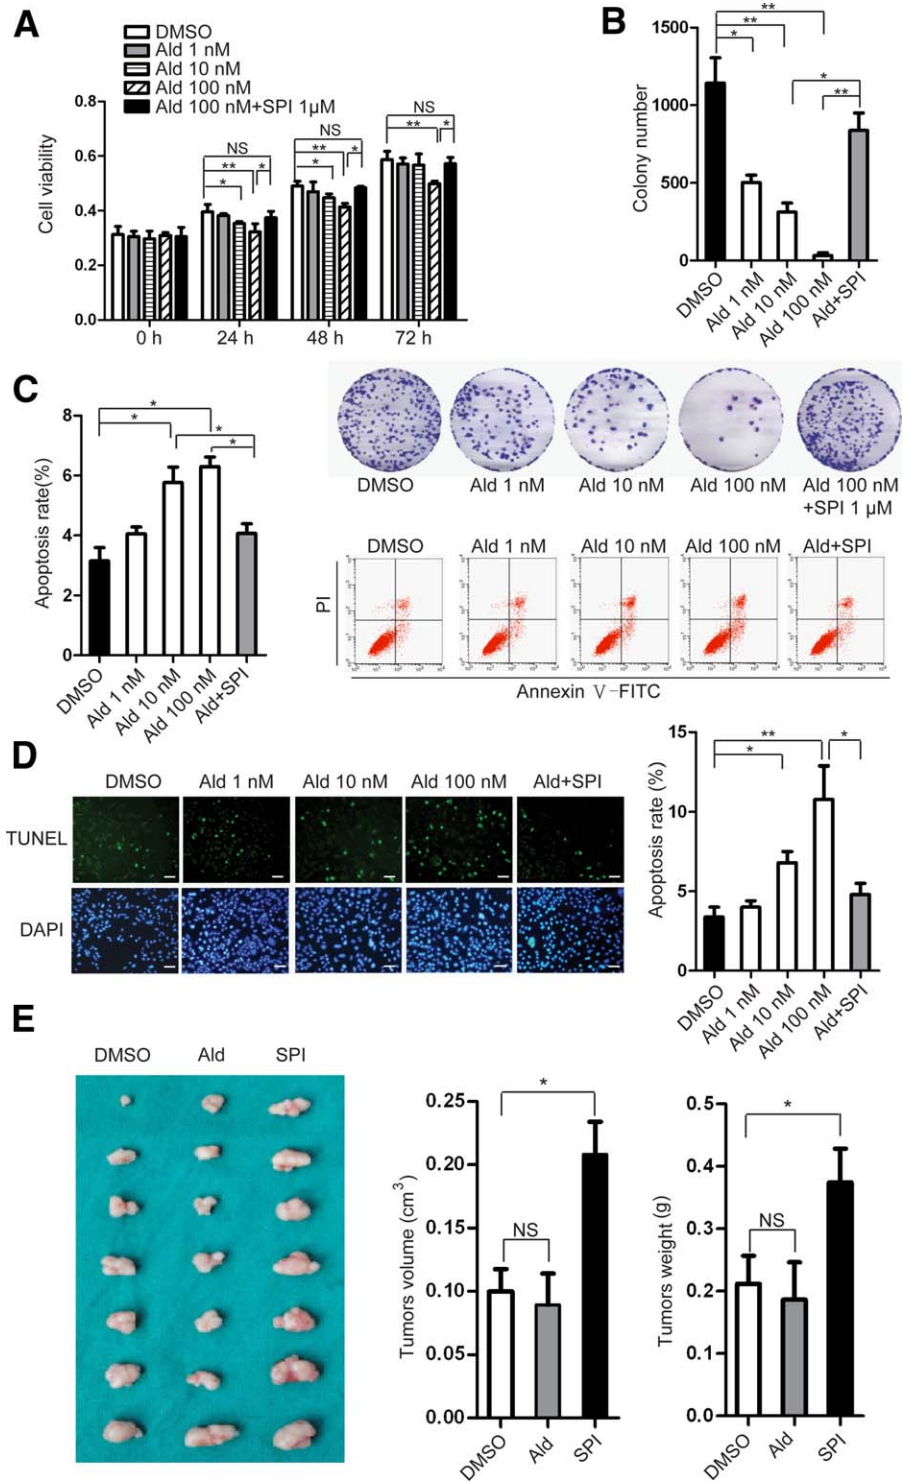 A
DMSO
Ald 1 nM
Ald 10 nM
Ald 100 nM
Ald 100 nM+SPI 1μM
Cell viability
0.8
0.6
0.4
0.2
0.0
NS
**
*
*
NS
**
*
*
NS
**
*
0 h
24 h
48 h
72 h
B
Colony number
1500
1000
500
0
**
**
*
*
**
DMSO
Ald 1 nM
Ald 10 nM
Ald 100 nM
Ald+SPI
DMSO
Ald 1 nM
Ald 10 nM
Ald 100 nM
Ald 100 nM
+SPI 1 μM
C
Apoptosis rate(%)
8
6
4
2
0
*
*
*
*
DMSO
Ald 1 nM
Ald 10 nM
Ald 100 nM
Ald+SPI
DMSO
Ald 1 nM
Ald 10 nM
Ald 100 nM
Ald+SPI
PI
Annexin V-FITC
D
DMSO
Ald 1 nM
Ald 10 nM
Ald 100 nM
Ald+SPI
TUNEL
DAPI
Apoptosis rate (%)
15
10
5
0
**
*
*
DMSO
Ald 1 nM
Ald 10 nM
Ald 100 nM
Ald+SPI
E
DMSO
Ald
SPI
Tumors volume (cm³)
0.25
0.20
0.15
0.10
0.05
0.00
*
NS
DMSO
Ald
SPI
Tumors weight (g)
0.5
0.4
0.3
0.2
0.1
0.0
*
NS
DMSO
Ald
SPI